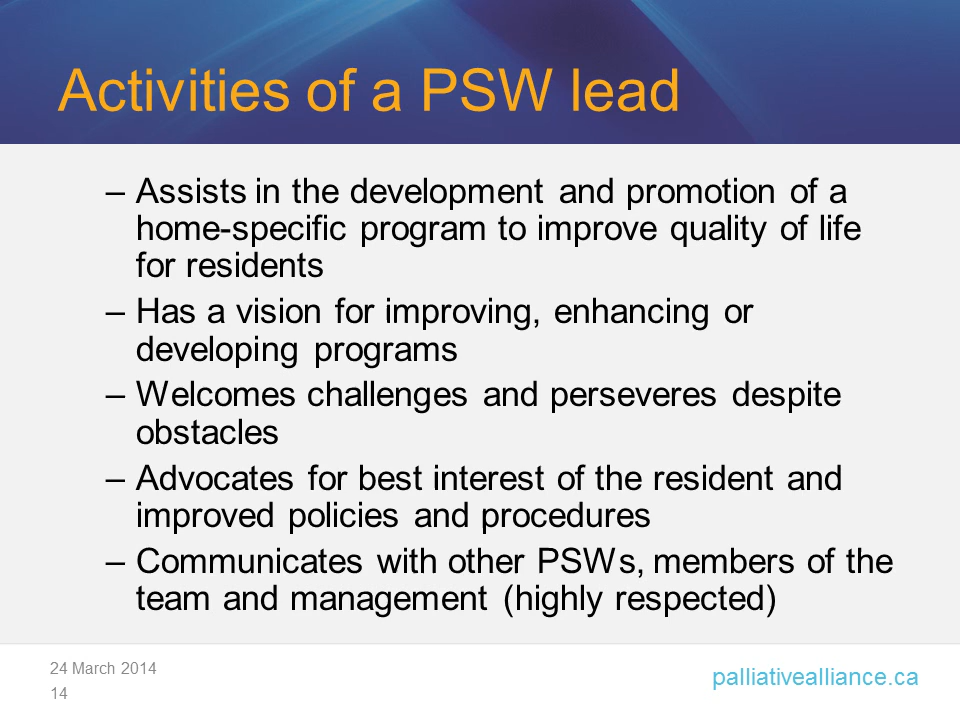 Activities of a PSW lead
– Assists in the development and promotion of a
home-specific program to improve quality of life
for residents
– Has a vision for improving, enhancing or
developing programs
– Welcomes challenges and perseveres despite
obstacles
– Advocates for best interest of the resident and
improved policies and procedures
– Communicates with other PSWs, members of the
team and management (highly respected)
24 March 2014
14
palliativealliance.ca